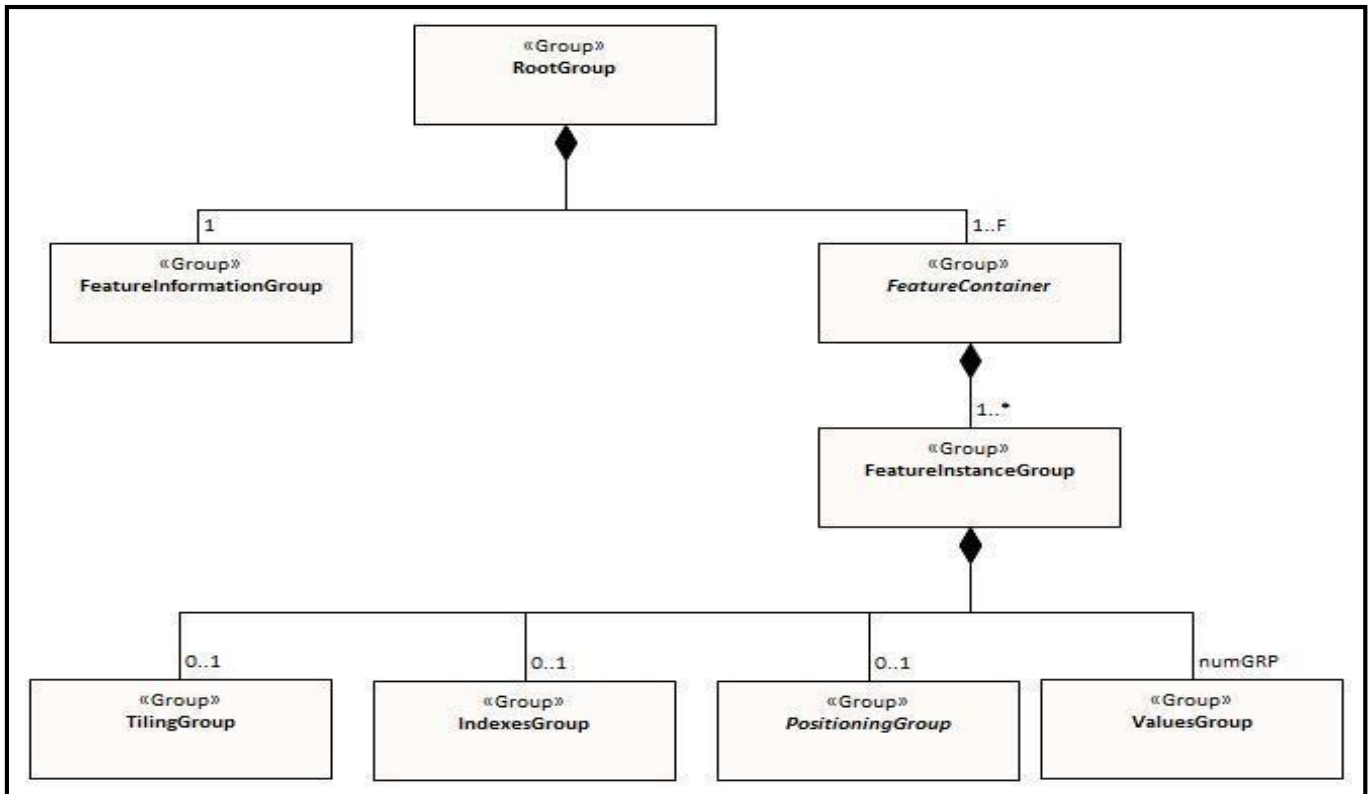 «Group»
RootGroup
1
1..F
«Group»
FeatureInformationGroup
«Group»
FeatureContainer
1..*
«Group»
FeatureInstanceGroup
0..1
0..1
0..1
numGRP
«Group»
TilingGroup
«Group»
IndexesGroup
«Group»
PositioningGroup
«Group»
ValuesGroup